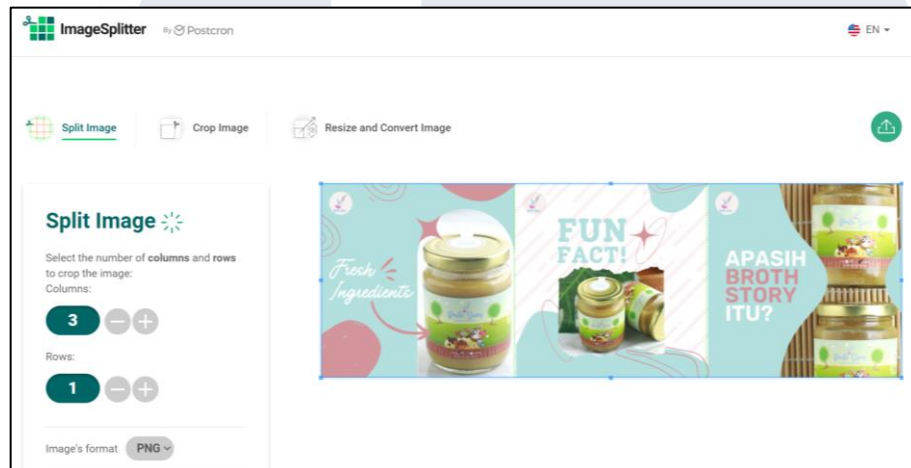 ImageSplitter By Postcron
EN
Split Image
Crop Image
Resize and Convert Image
Split Image
Select the number of columns and rows
to crop the image:
Columns:
3
Rows:
1
Image's format PNG
Fresh
Ingredients
FUN
FACT!
APASIH
BROTH
STORY
ITU?